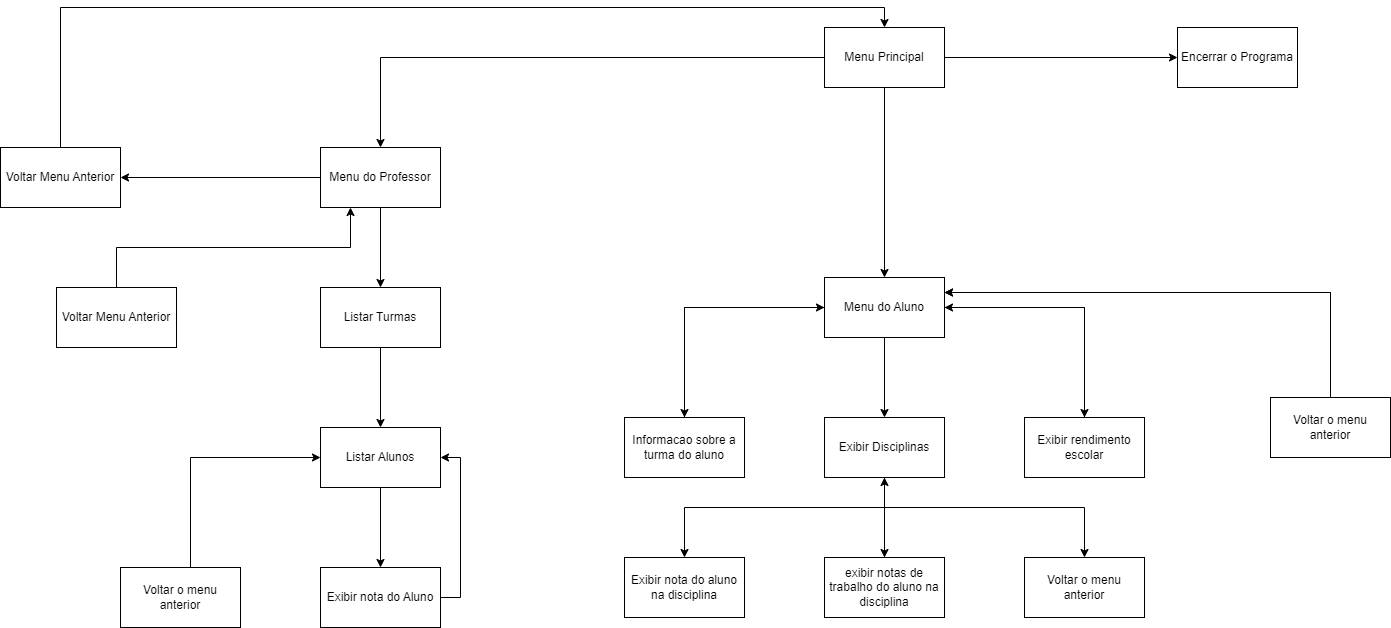 Menu Principal
Encerrar o Programa
Voltar Menu Anterior
Menu do Professor
Voltar Menu Anterior
Listar Turmas
Menu do Aluno
Informacao sobre a
turma do aluno
Exibir Disciplinas
Exibir rendimento
escolar
Voltar o menu
anterior
Listar Alunos
Voltar o menu
anterior
Exibir nota do Aluno
Exibir nota do aluno
na disciplina
exibir notas de
trabalho do aluno na
disciplina
Voltar o menu
anterior